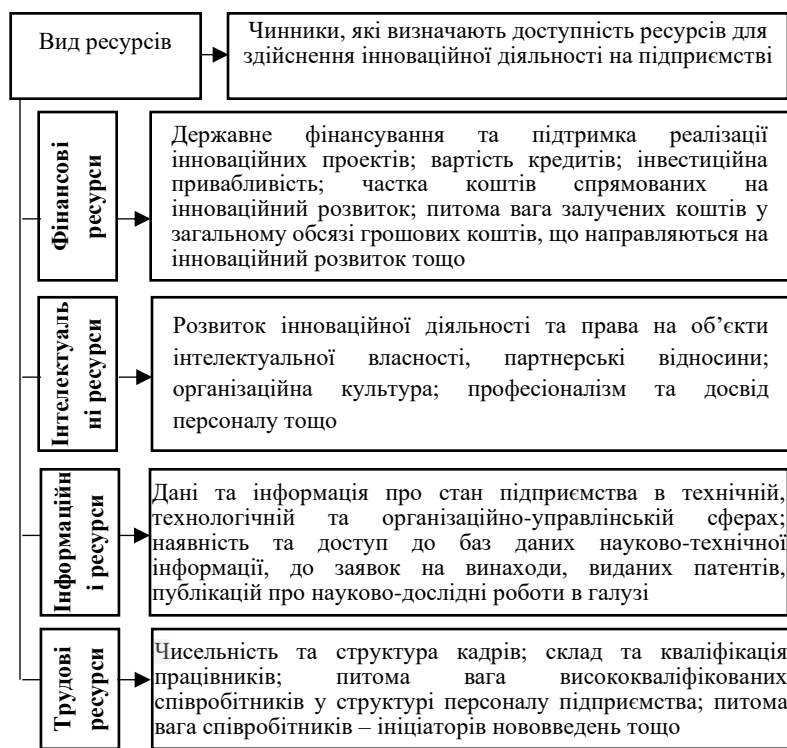 Вид ресурсів
Чинники, які визначають доступність ресурсів для
здійснення інноваційної діяльності на підприємстві
Фінансові
ресурси
Державне фінансування та підтримка реалізації
інноваційних проектів; вартість кредитів; інвестиційна
привабливість; частка коштів спрямованих на
інноваційний розвиток; питома вага залучених коштів у
загальному обсязі грошових коштів, що направляються на
інноваційний розвиток тощо
Інтелектуаль
ні ресурси
Розвиток інноваційної діяльності та права на об’єкти
інтелектуальної власності, партнерські відносини;
організаційна культура; професіоналізм та досвід
персоналу тощо
Інформаційн
і ресурси
Дані та інформація про стан підприємства в технічній,
технологічній та організаційно-управлінській сферах;
наявність та доступ до баз даних науково-технічної
інформації, до заявок на винаходи, виданих патентів,
публікацій про науково-дослідні роботи в галузі
Трудові
ресурси
Чисельність та структура кадрів; склад та кваліфікація
працівників; питома вага висококваліфікованих
співробітників у структурі персоналу підприємства; питома
вага співробітників – ініціаторів нововведень тощо